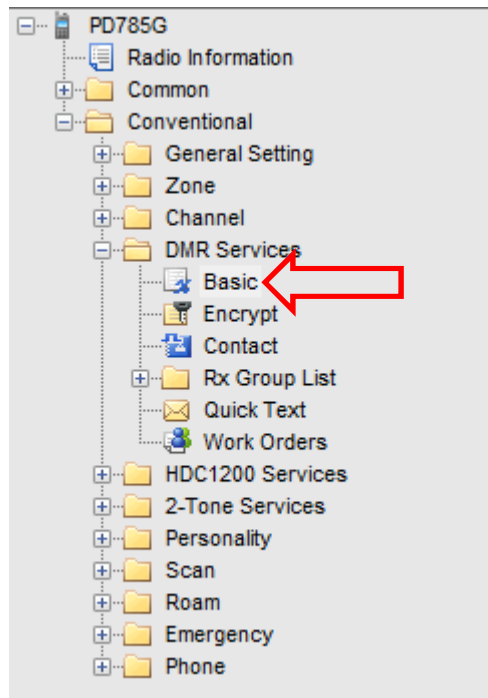 PD785G
Radio Information
Common
Conventional
General Setting
Zone
Channel
DMR Services
Basic
Encrypt
Contact
Rx Group List
Quick Text
Work Orders
HDC1200 Services
2-Tone Services
Personality
Scan
Roam
Emergency
Phone